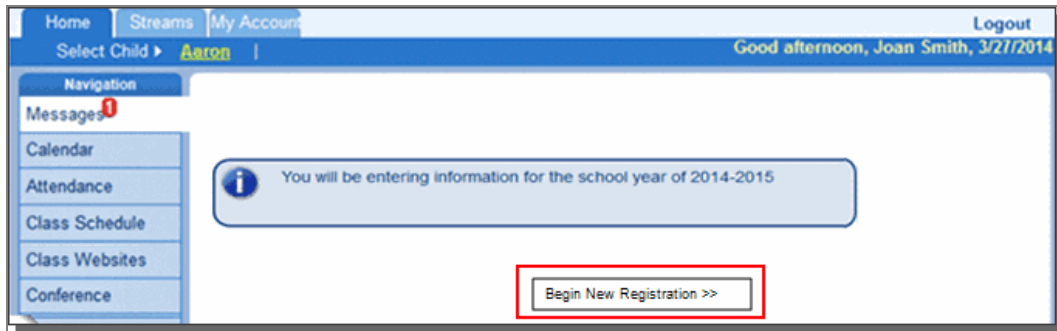 Home Streams My Account Logout
Select Child ▸ Aaron | Good afternoon, Joan Smith, 3/27/2014
Navigation
Messages 1
Calendar
Attendance
Class Schedule
Class Websites
Conference
You will be entering information for the school year of 2014-2015
Begin New Registration >>